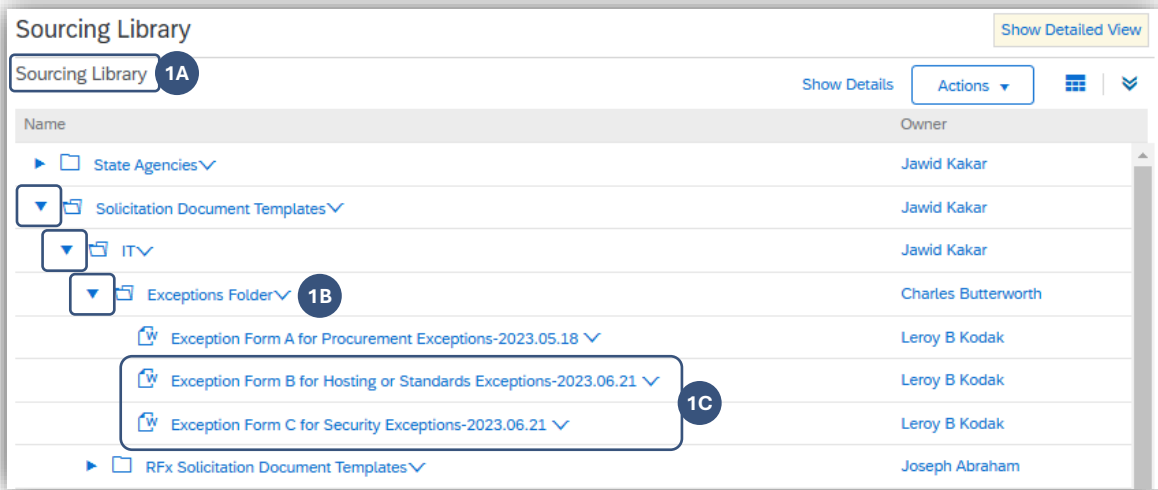 Sourcing Library
Show Detailed View
Sourcing Library 1A
Show Details Actions
Name Owner
State Agencies Jawid Kakar
Solicitation Document Templates Jawid Kakar
IT Jawid Kakar
Exceptions Folder 1B Charles Butterworth
Exception Form A for Procurement Exceptions-2023.05.18 Leroy B Kodak
Exception Form B for Hosting or Standards Exceptions-2023.06.21 Leroy B Kodak
1C
Exception Form C for Security Exceptions-2023.06.21 Leroy B Kodak
RFx Solicitation Document Templates Joseph Abraham